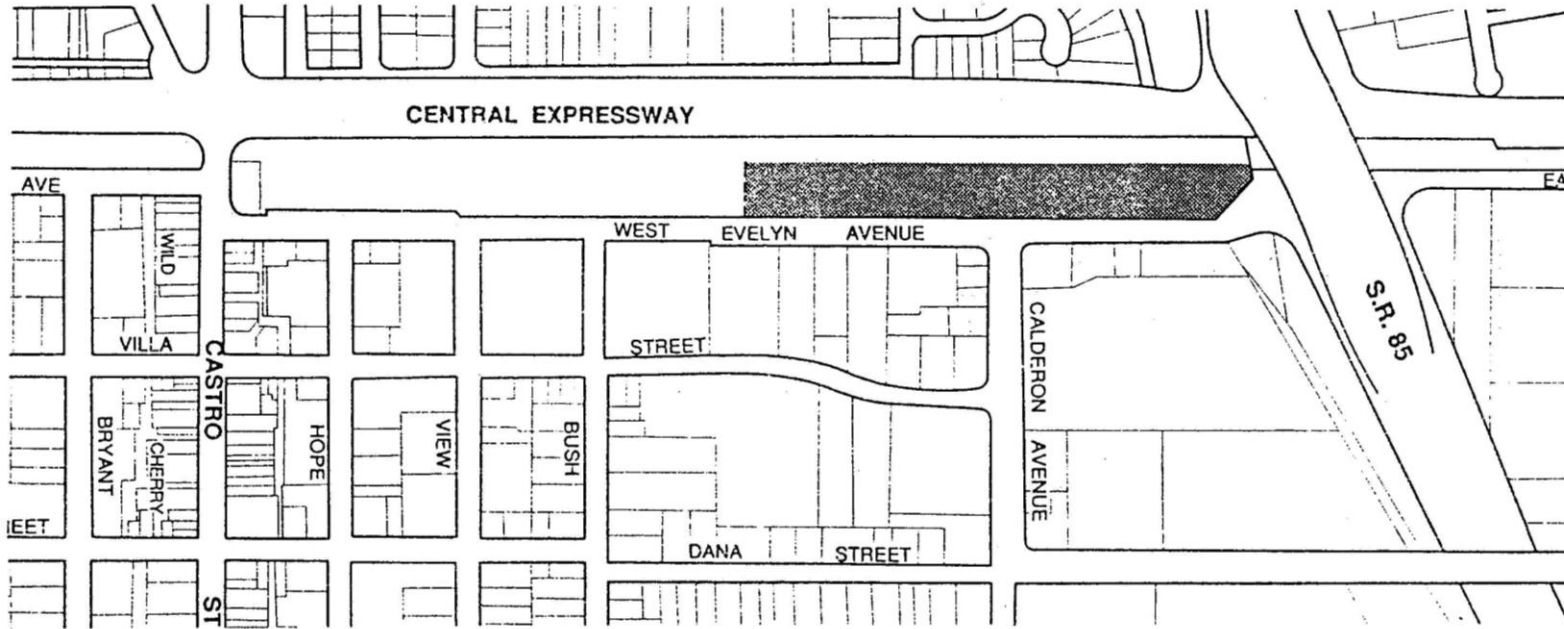 CENTRAL EXPRESSWAY
AVE
EA
WEST EVELYN AVENUE
WILD
S.R. 85
CALDERON AVENUE
VILLA STREET
CASTRO ST
BRYANT
CHERRY
HOPE
VIEW
BUSH
EET
DANA STREET